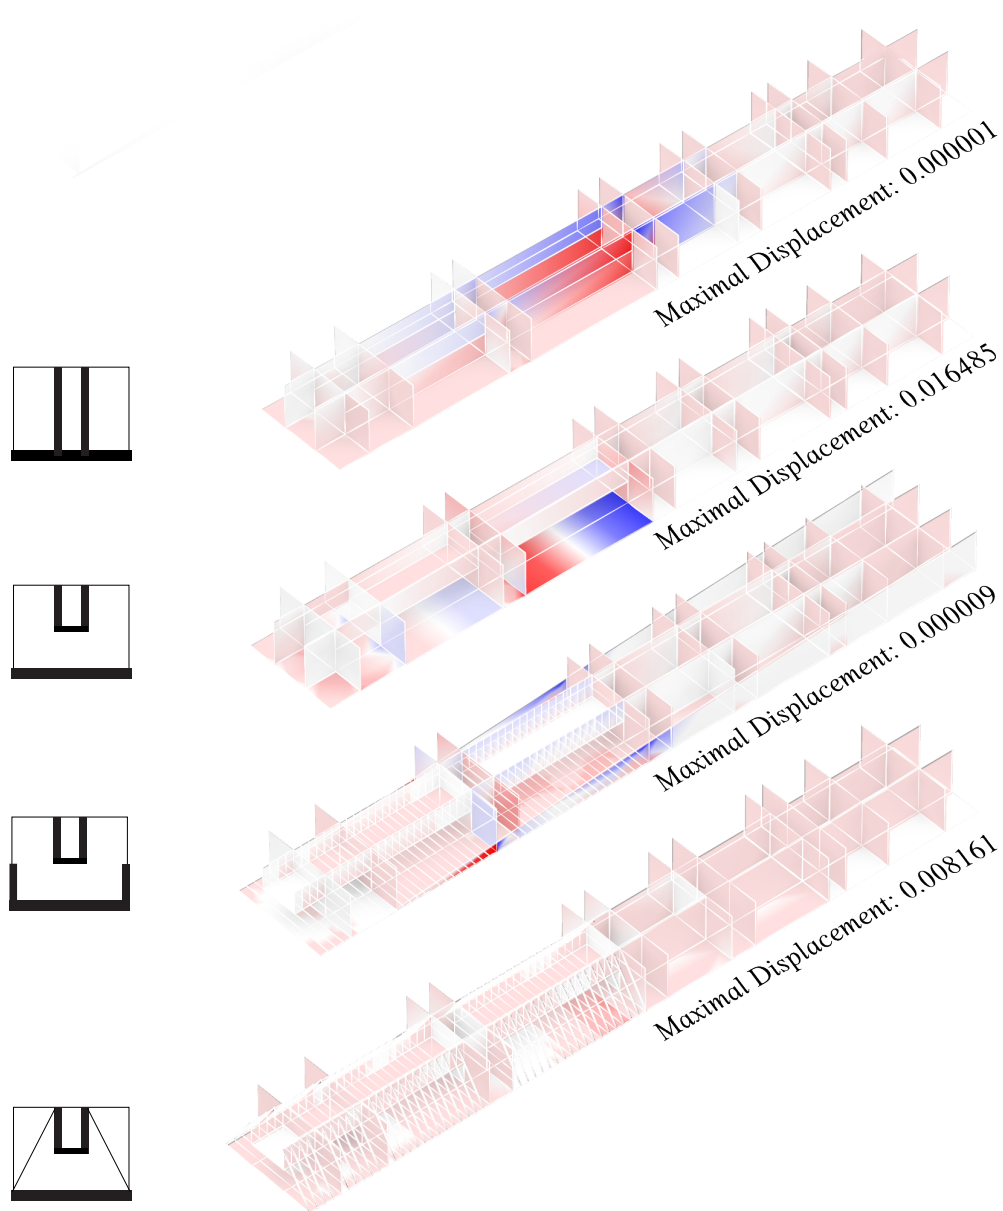 Maximal Displacement: 0.000001
Maximal Displacement: 0.016485
Maximal Displacement: 0.000009
Maximal Displacement: 0.008161